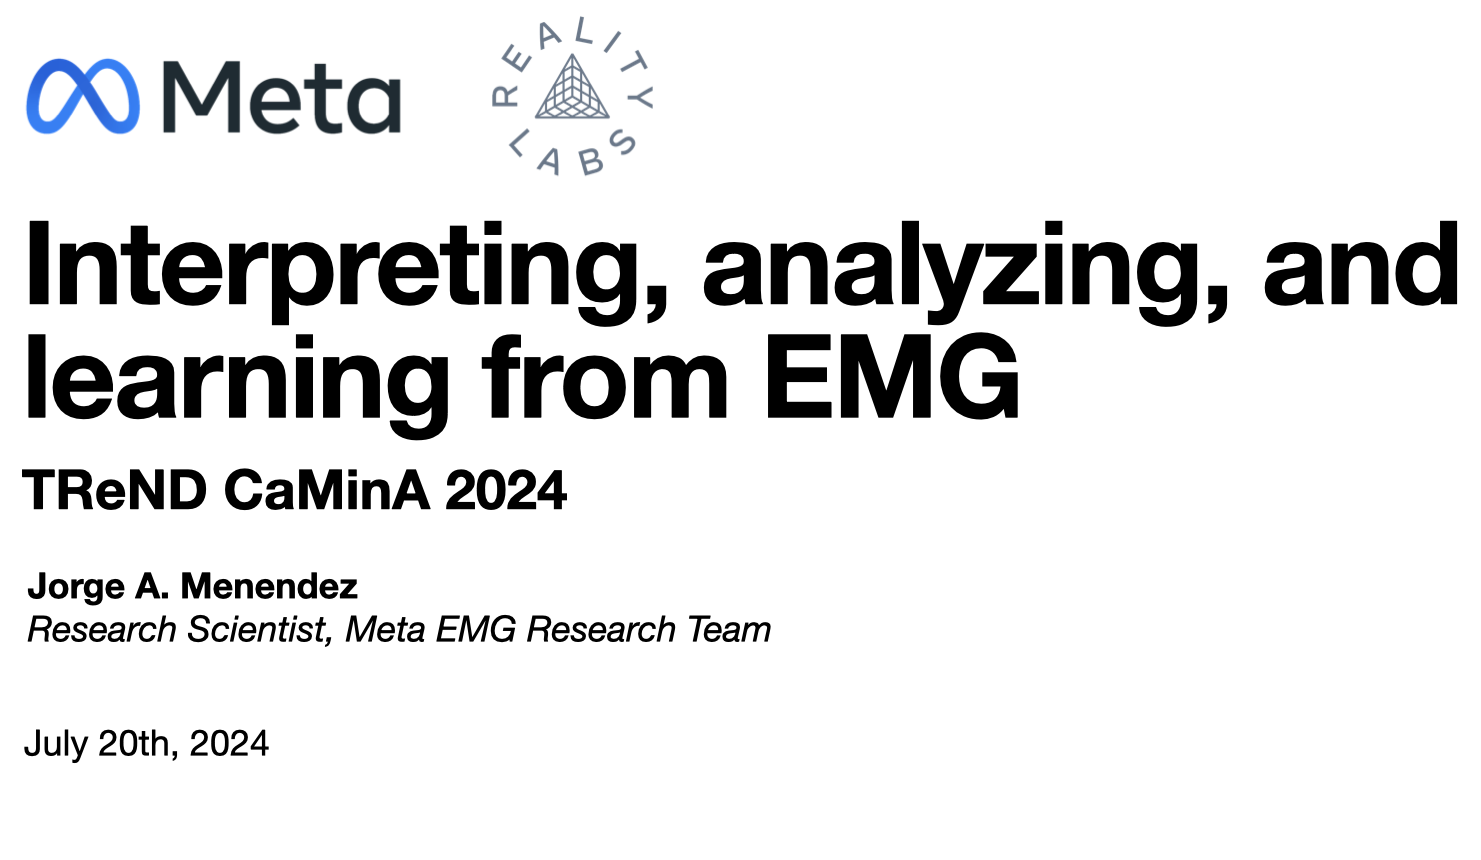 Meta
REALITY LABS
Interpreting, analyzing, and
learning from EMG
TReND CaMinA 2024
Jorge A. Menendez
Research Scientist, Meta EMG Research Team
July 20th, 2024